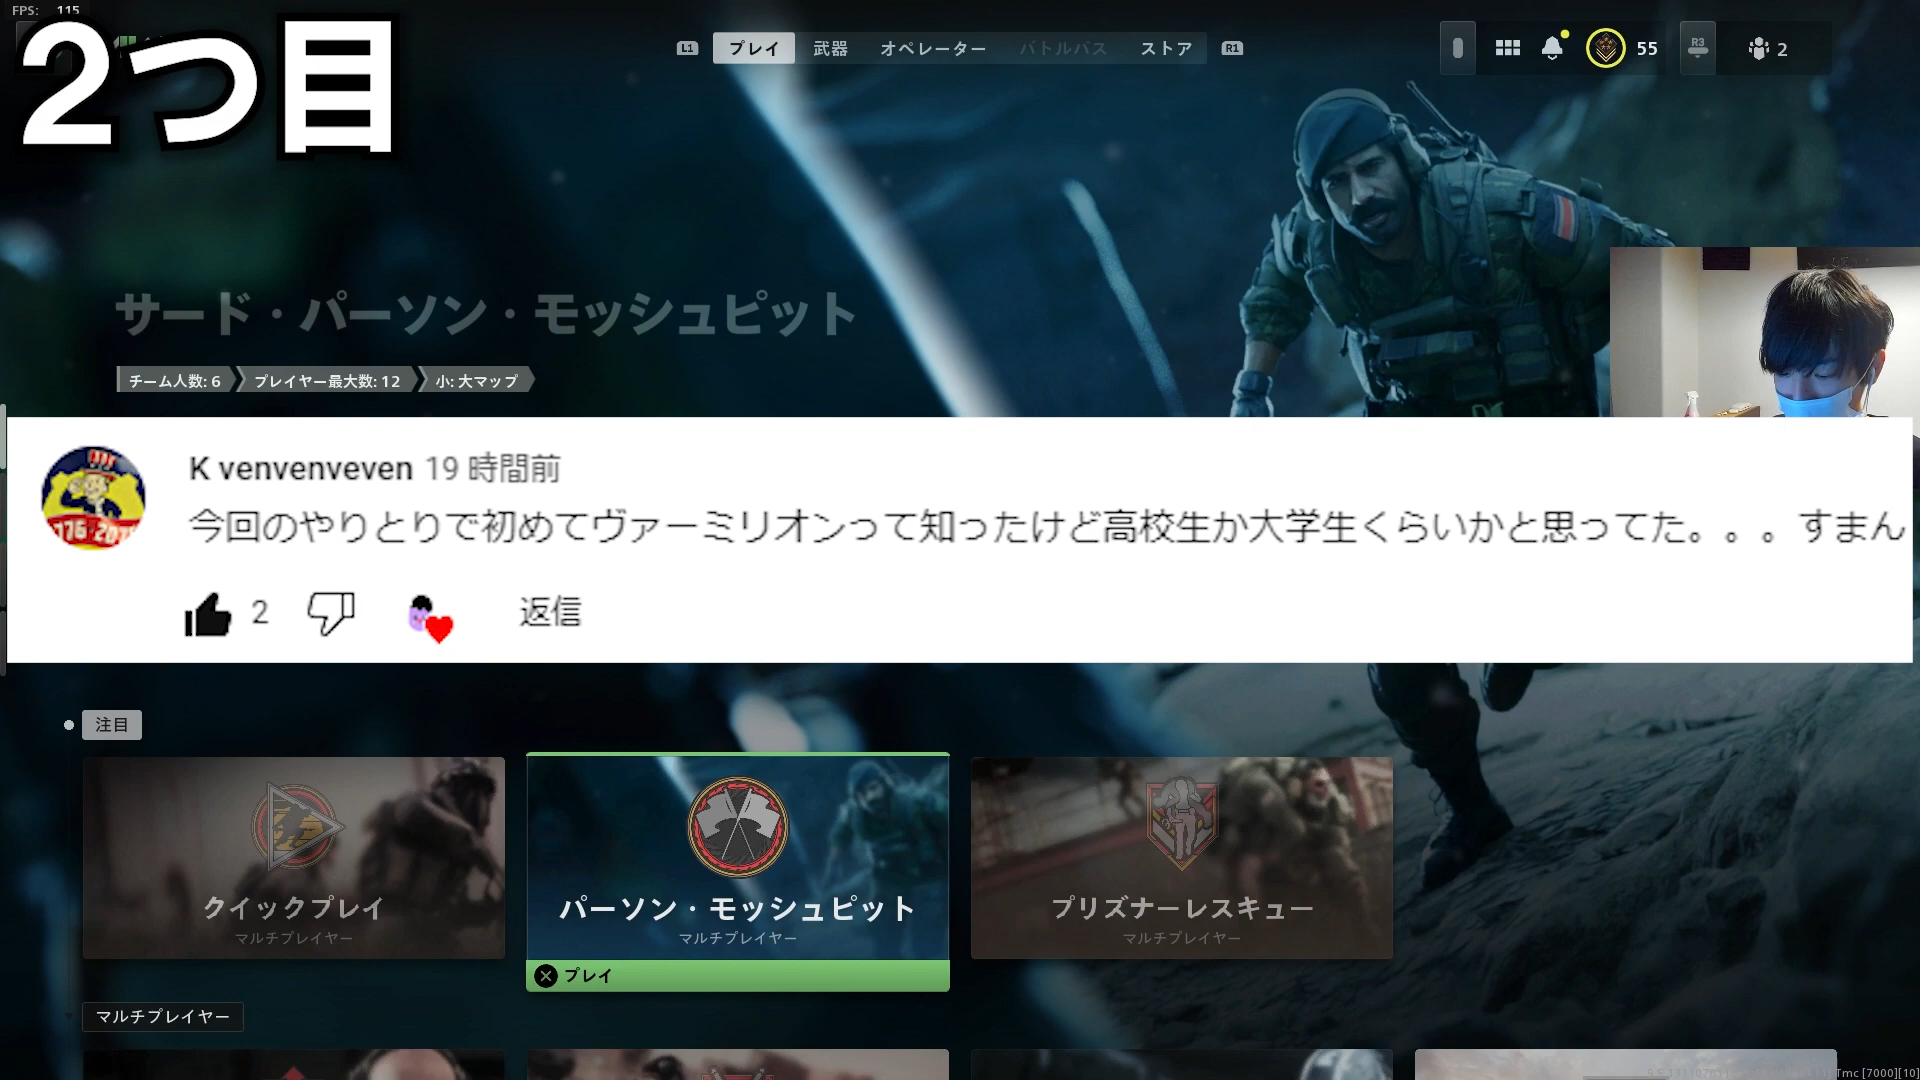 FPS: 115
2つ目
L1 プレイ 武器 オペレーター バトルパス ストア R1
55 R3 2
サード・パーソン・モッシュピット
チーム人数: 6 プレイヤー最大数: 12 小: 大マップ
K venvenveven 19 時間前
今回のやりとりで初めてヴァーミリオンって知ったけど高校生か大学生くらいかと思ってた。。。すまん
2 返信
注目
クイックプレイ
マルチプレイヤー
パーソン・モッシュピット
マルチプレイヤー
プレイ
プリズナーレスキュー
マルチプレイヤー
マルチプレイヤー
Tmc [7000][10]